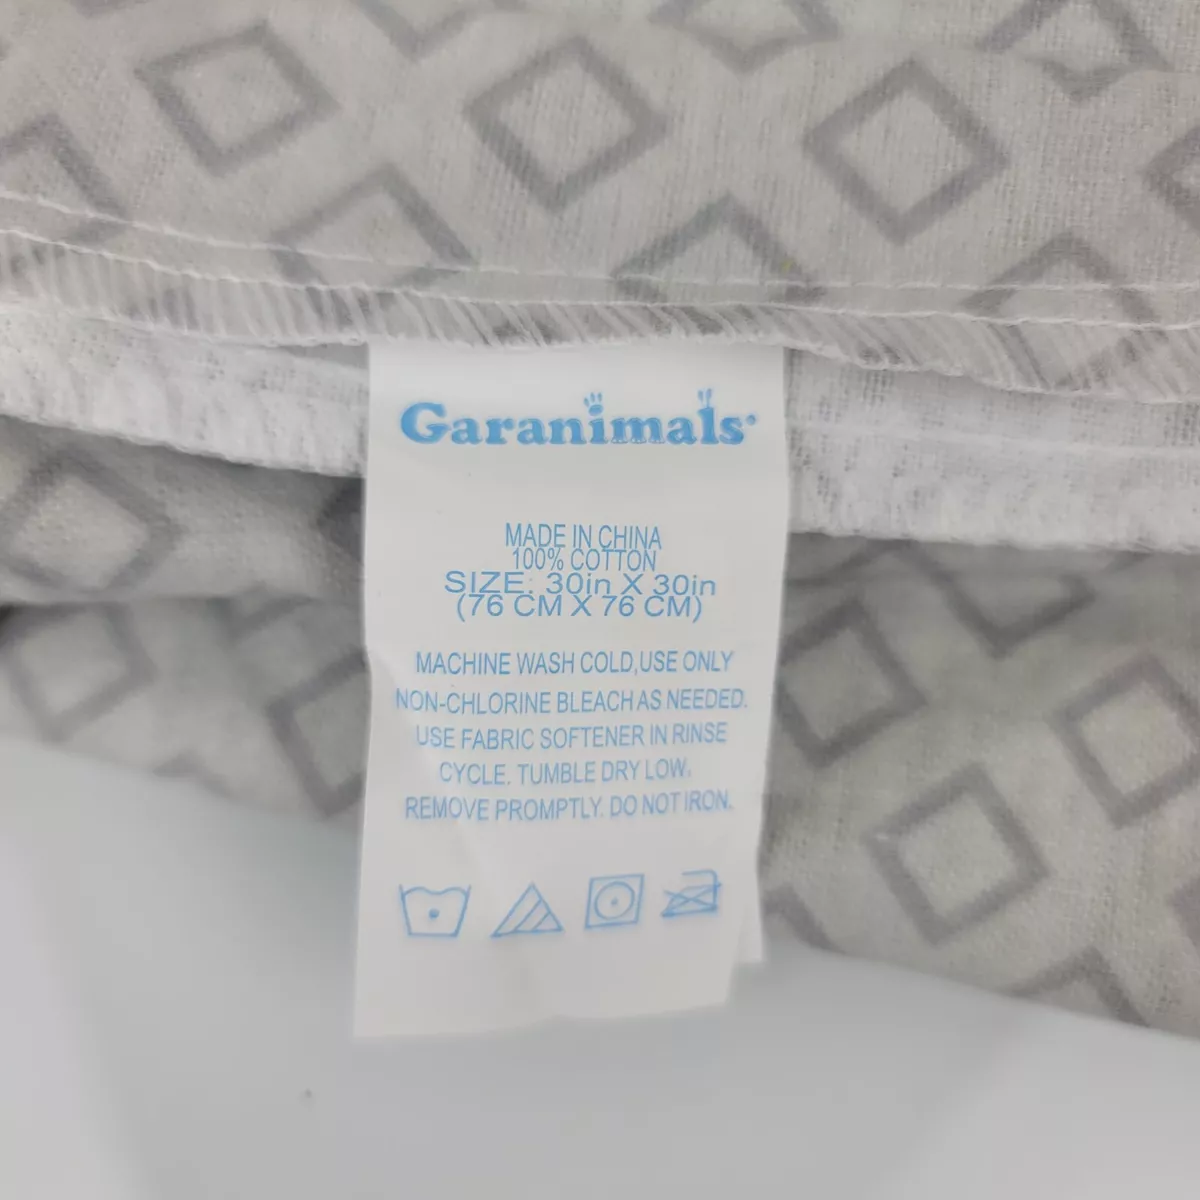 Garanimals
MADE IN CHINA
100% COTTON
SIZE: 30in X 30in
(76 CM X 76 CM)
MACHINE WASH COLD,USE ONLY
NON-CHLORINE BLEACH AS NEEDED.
USE FABRIC SOFTENER IN RINSE
CYCLE. TUMBLE DRY LOW.
REMOVE PROMPTLY. DO NOT IRON.